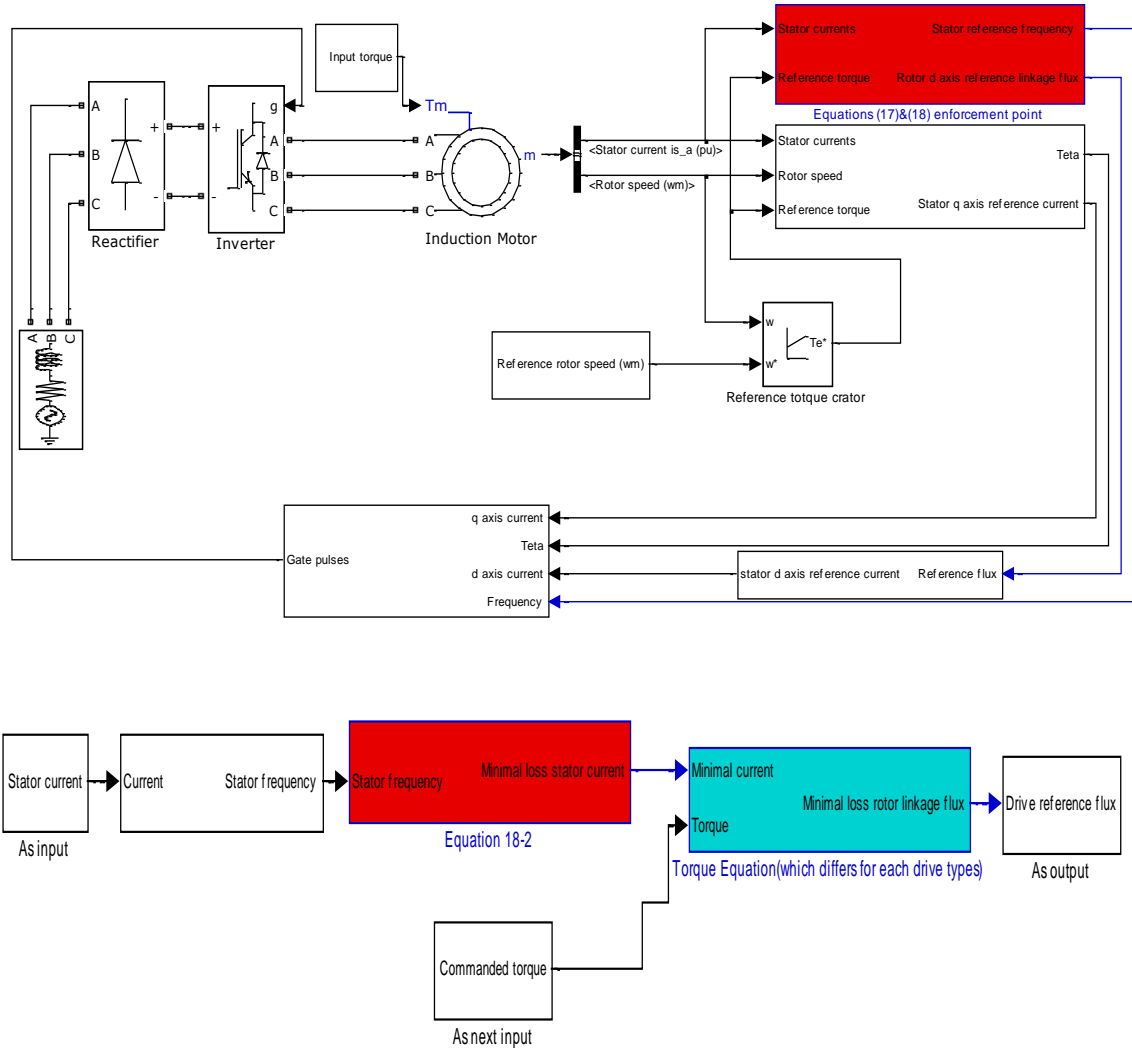 Input torque
Stator currents
Stator reference frequency
Reference torque
Rotor d axis reference linkage flux
Equations (17)&(18) enforcement point
A
B
C
+
-
Reactifier
+
-
g
A
B
C
Inverter
Tm
A
B
C
m
Induction Motor
<Stator current is_a (pu)>
<Rotor speed (wm)>
Stator currents
Rotor speed
Reference torque
Teta
Stator q axis reference current
A
B
C
Reference rotor speed (wm)
w
w*
Te*
Reference totque crator
Gate pulses
q axis current
Teta
d axis current
Frequency
stator d axis reference current
Reference flux
Stator current
As input
Current
Stator frequency
Stator frequency
Minimal loss stator current
Equation 18-2
Minimal current
Torque
Minimal loss rotor linkage flux
Torque Equation(which differs for each drive types)
Drive reference flux
As output
Commanded torque
As next input